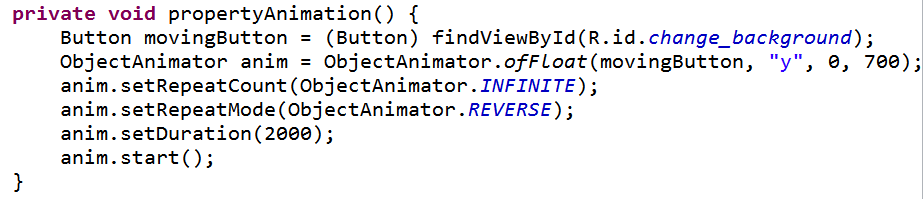 private void propertyAnimation() {
    Button movingButton = (Button) findViewById(R.id.change_background);
    ObjectAnimator anim = ObjectAnimator.ofFloat(movingButton, "y", 0, 700);
    anim.setRepeatCount(ObjectAnimator.INFINITE);
    anim.setRepeatMode(ObjectAnimator.REVERSE);
    anim.setDuration(2000);
    anim.start();
}